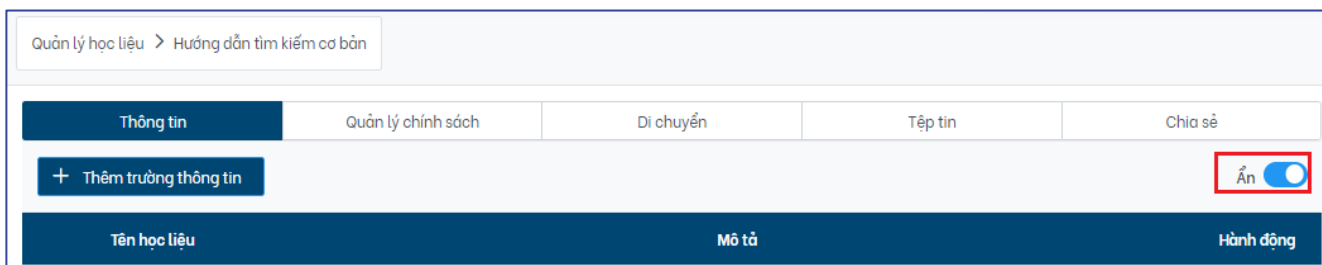 Quản lý học liệu > Hướng dẫn tìm kiếm cơ bản
Thông tin Quản lý chính sách Di chuyển Tệp tin Chia sẻ
+ Thêm trường thông tin Ẩn
Tên học liệu Mô tả Hành động